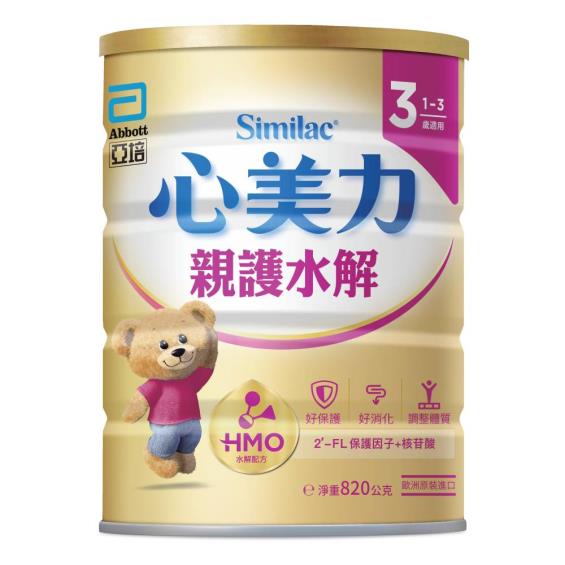 Abbott
亞培
Similac®
3
1-3
歲適用
心美力
親護水解
HMO
水解配方
好保護
好消化
調整體質
2'-FL 保護因子+核苷酸
℮ 淨重820公克
歐洲原裝進口